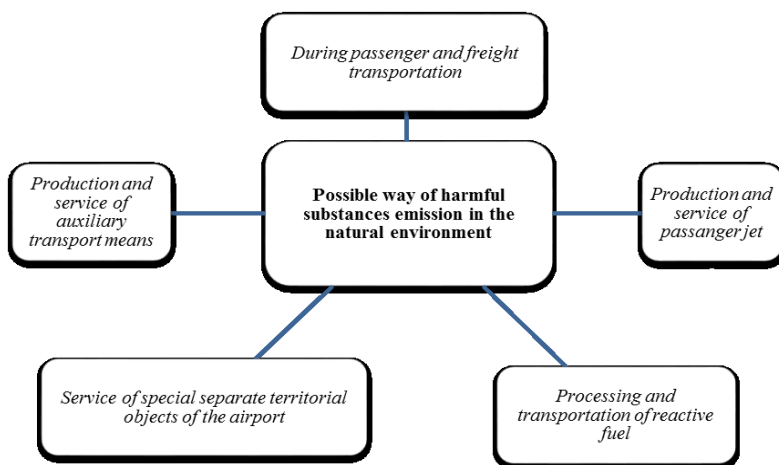 During passenger and freight
transportation
Production and
service of
auxiliary
transport means
Possible way of harmful
substances emission in the
natural environment
Production and
service of
passanger jet
Service of special separate territorial
objects of the airport
Processing and
transportation of reactive
fuel